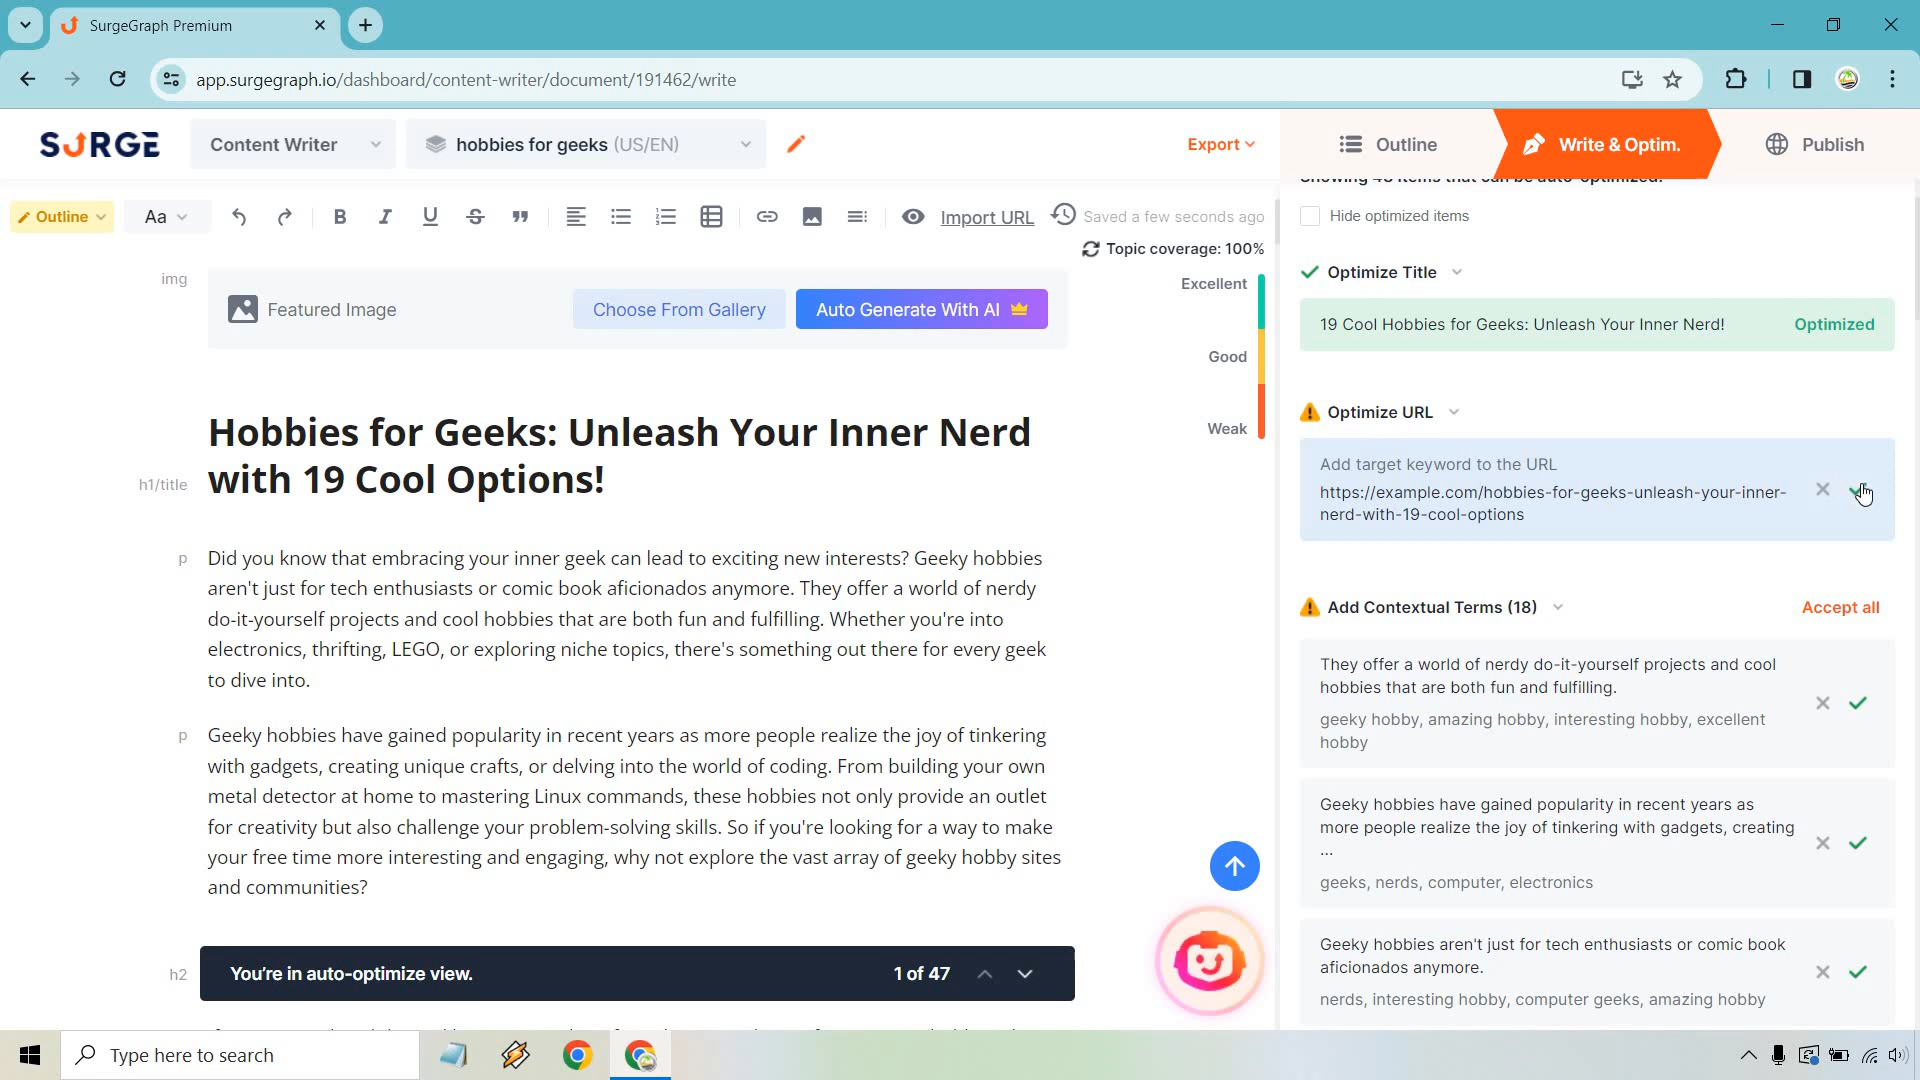 SurgeGraph Premium
app.surgegraph.io/dashboard/content-writer/document/191462/write
SURGE
Content Writer
hobbies for geeks (US/EN)
Export
Outline
Write & Optim.
Publish
Outline
Aa
Import URL
Saved a few seconds ago
Topic coverage: 100%
Excellent
Good
Weak
img
Featured Image
Choose From Gallery
Auto Generate With AI
h1/title
Hobbies for Geeks: Unleash Your Inner Nerd
with 19 Cool Options!
p
Did you know that embracing your inner geek can lead to exciting new interests? Geeky hobbies
aren't just for tech enthusiasts or comic book aficionados anymore. They offer a world of nerdy
do-it-yourself projects and cool hobbies that are both fun and fulfilling. Whether you're into
electronics, thrifting, LEGO, or exploring niche topics, there's something out there for every geek
to dive into.
p
Geeky hobbies have gained popularity in recent years as more people realize the joy of tinkering
with gadgets, creating unique crafts, or delving into the world of coding. From building your own
metal detector at home to mastering Linux commands, these hobbies not only provide an outlet
for creativity but also challenge your problem-solving skills. So if you're looking for a way to make
your free time more interesting and engaging, why not explore the vast array of geeky hobby sites
and communities?
h2
You're in auto-optimize view.
1 of 47
Hide optimized items
Optimize Title
19 Cool Hobbies for Geeks: Unleash Your Inner Nerd!
Optimized
Optimize URL
Add target keyword to the URL
https://example.com/hobbies-for-geeks-unleash-your-inner-
nerd-with-19-cool-options
Add Contextual Terms (18)
Accept all
They offer a world of nerdy do-it-yourself projects and cool
hobbies that are both fun and fulfilling.
geeky hobby, amazing hobby, interesting hobby, excellent
hobby
Geeky hobbies have gained popularity in recent years as
more people realize the joy of tinkering with gadgets, creating
...
geeks, nerds, computer, electronics
Geeky hobbies aren't just for tech enthusiasts or comic book
aficionados anymore.
nerds, interesting hobby, computer geeks, amazing hobby
Type here to search